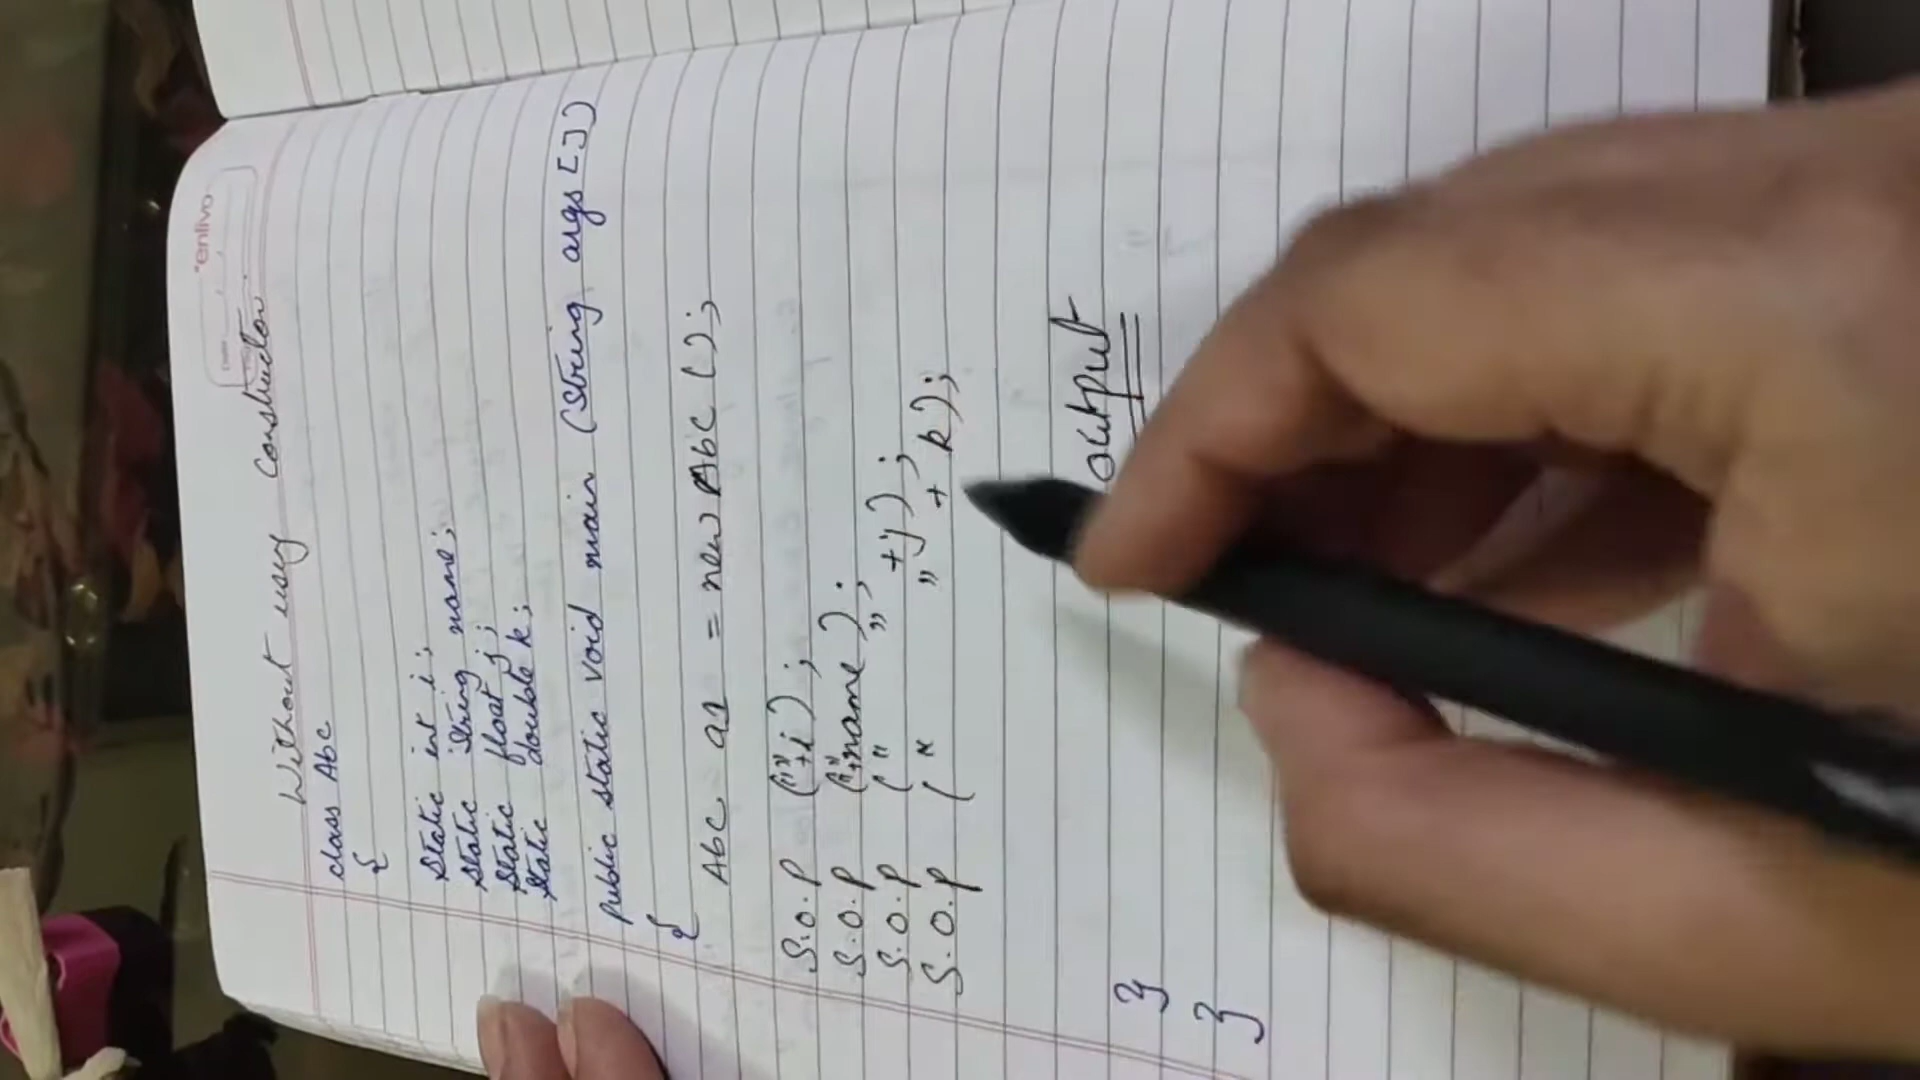 enlivo
Without using Constructor.
class Abc
{
static int i;
static String name;
static float j;
static double k;
public static void main (String args[])
{
Abc a1 = new Abc ();
S.O.P (""+i);
S.O.P (""+name);
S.O.P (" " +j);
S.O.P (" " + k);
output
}
}